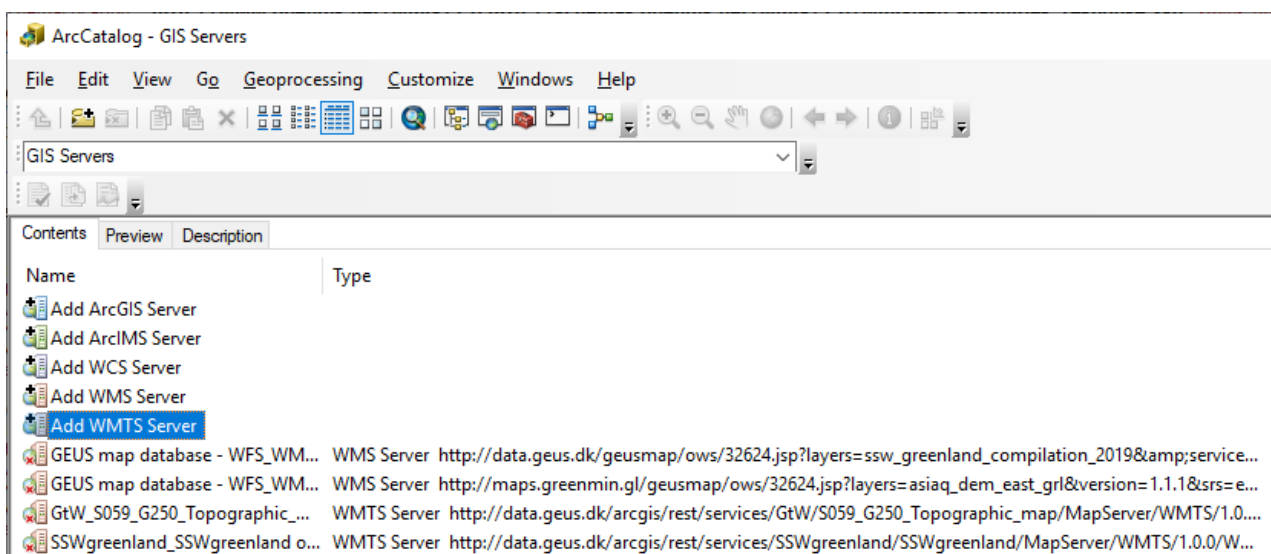 ArcCatalog - GIS Servers
File Edit View Go Geoprocessing Customize Windows Help
GIS Servers
Contents Preview Description
Name Type
Add ArcGIS Server
Add ArcIMS Server
Add WCS Server
Add WMS Server
Add WMTS Server
GEUS map database - WFS_WM... WMS Server http://data.geus.dk/geusmap/ows/32624.jsp?layers=ssw_greenland_compilation_2019&amp;service...
GEUS map database - WFS_WM... WMS Server http://maps.greenmin.gl/geusmap/ows/32624.jsp?layers=asiaq_dem_east_grl&version=1.1.1&srs=e...
GtW_S059_G250_Topographic_... WMTS Server http://data.geus.dk/arcgis/rest/services/GtW/S059_G250_Topographic_map/MapServer/WMTS/1.0....
SSWgreenland_SSWgreenland o... WMTS Server http://data.geus.dk/arcgis/rest/services/SSWgreenland/SSWgreenland/MapServer/WMTS/1.0.0/W...